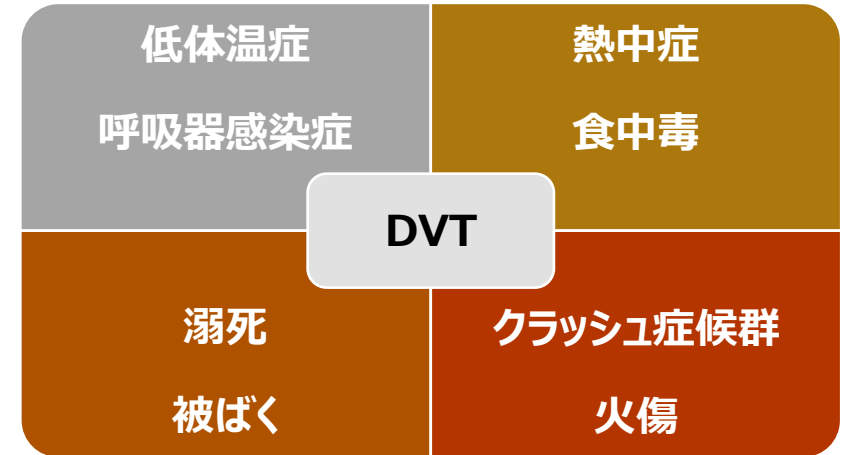 低体温症
呼吸器感染症
熱中症
食中毒
DVT
溺死
被ばく
クラッシュ症候群
火傷